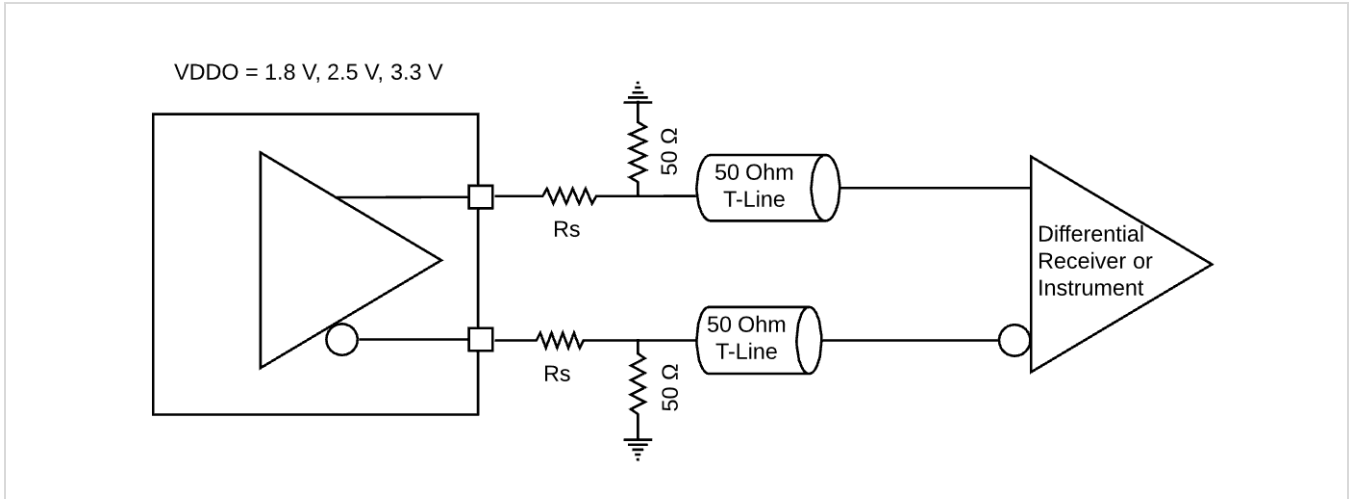 VDDO = 1.8 V, 2.5 V, 3.3 V
50 Ω
50 Ohm
T-Line
Rs
Differential
Receiver or
Instrument
50 Ohm
T-Line
Rs
50 Ω